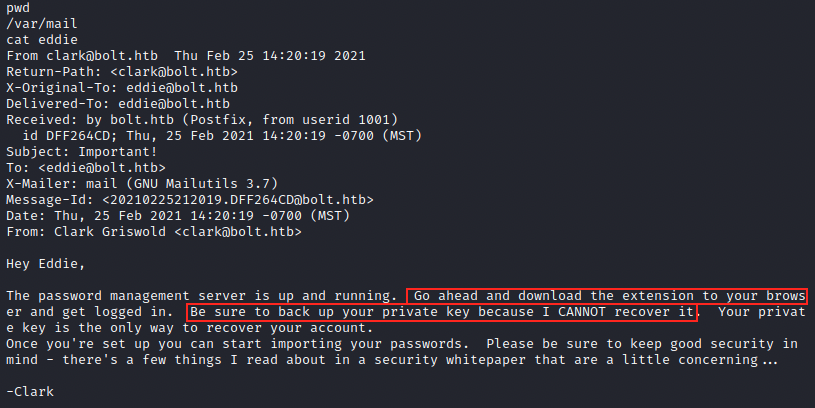 pwd
/var/mail
cat eddie
From clark@bolt.htb  Thu Feb 25 14:20:19 2021
Return-Path: <clark@bolt.htb>
X-Original-To: eddie@bolt.htb
Delivered-To: eddie@bolt.htb
Received: by bolt.htb (Postfix, from userid 1001)
  id DFF264CD; Thu, 25 Feb 2021 14:20:19 -0700 (MST)
Subject: Important!
To: <eddie@bolt.htb>
X-Mailer: mail (GNU Mailutils 3.7)
Message-Id: <20210225212019.DFF264CD@bolt.htb>
Date: Thu, 25 Feb 2021 14:20:19 -0700 (MST)
From: Clark Griswold <clark@bolt.htb>

Hey Eddie,

The password management server is up and running.  Go ahead and download the extension to your brows
er and get logged in.  Be sure to back up your private key because I CANNOT recover it.  Your privat
e key is the only way to recover your account.
Once you're set up you can start importing your passwords.  Please be sure to keep good security in
mind - there's a few things I read about in a security whitepaper that are a little concerning...

-Clark